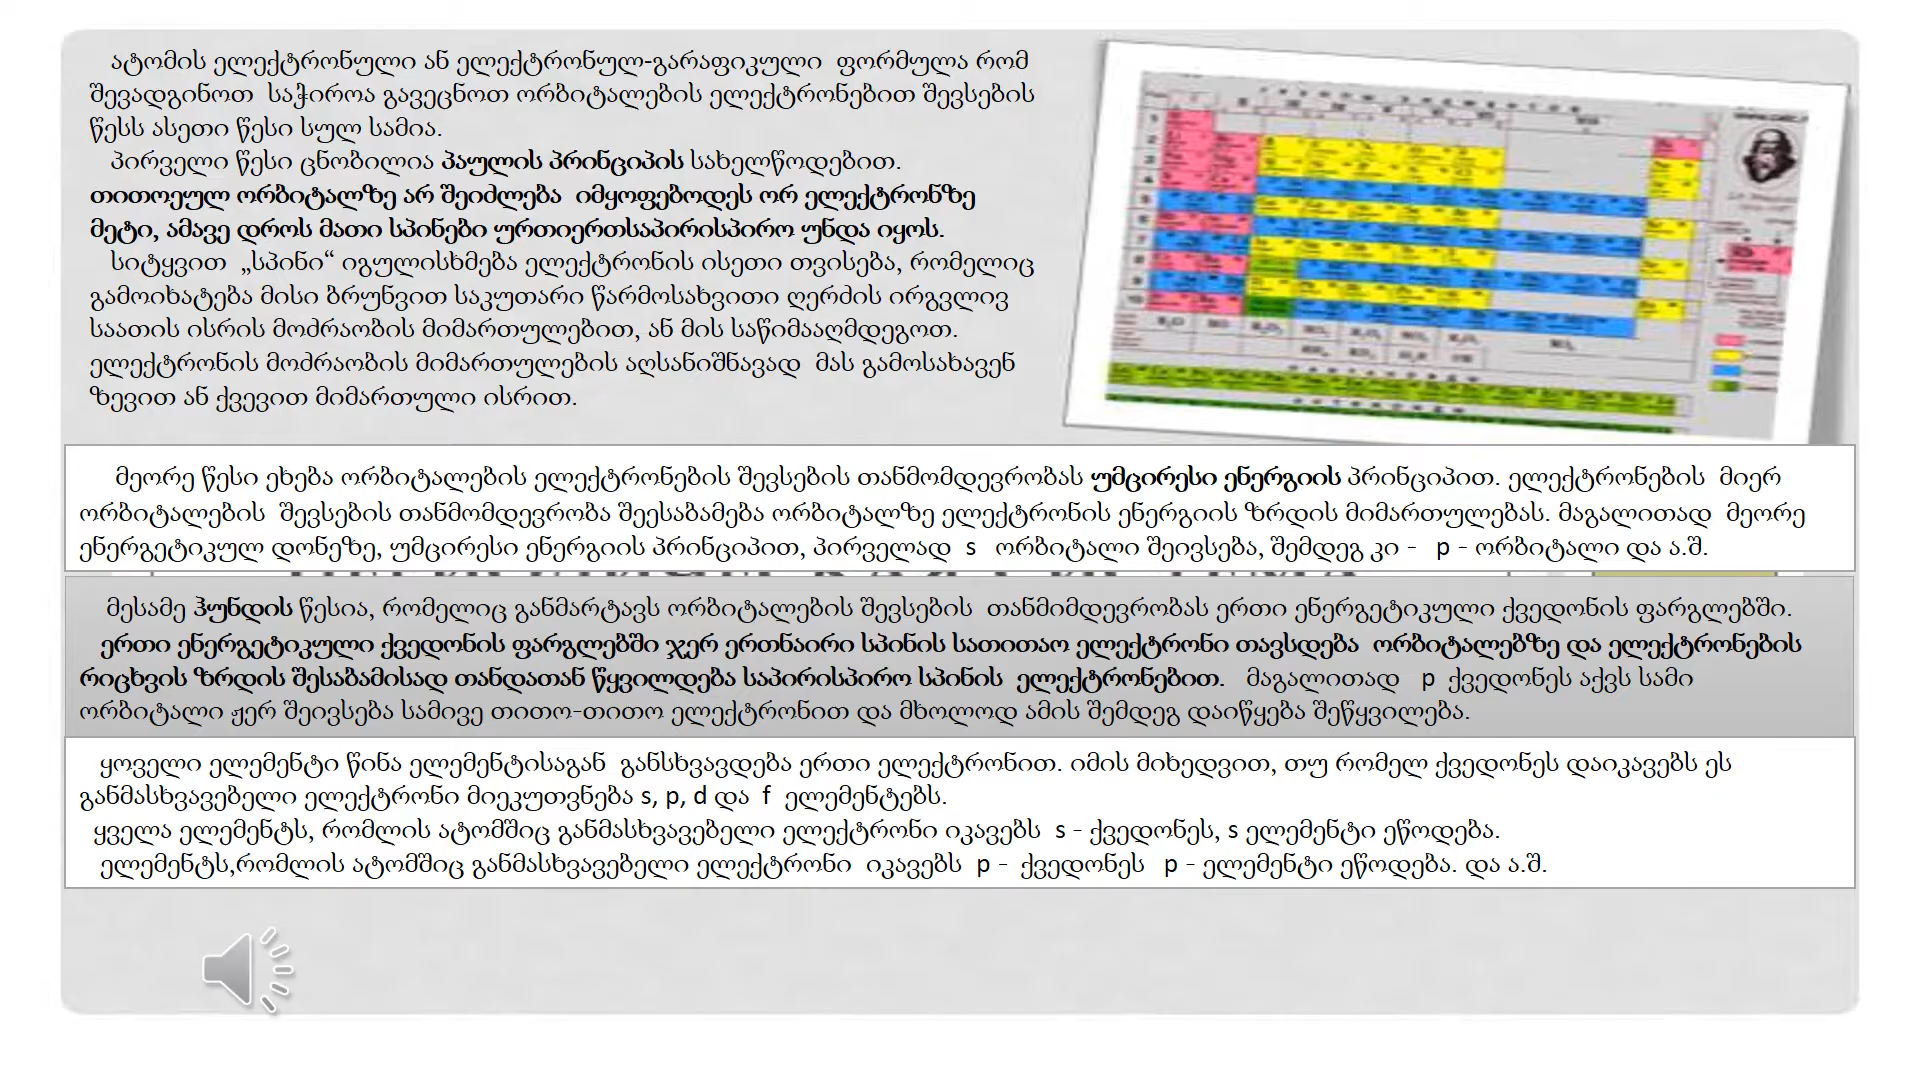 ატომის ელექტრონული ან ელექტრონულ-გარაფიკული ფორმულა რომ
შევადგინოთ საჭიროა გავეცნოთ ორბიტალების ელექტრონებით შევსების
წესს ასეთი წესი სულ სამია.
პირველი წესი ცნობილია პაულის პრინციპის სახელწოდებით.
თითოეულ ორბიტალზე არ შეიძლება იმყოფებოდეს ორ ელექტრონზე
მეტი, ამავე დროს მათი სპინები ურთიერთსაპირისპირო უნდა იყოს.
სიტყვით „სპინი“ იგულისხმება ელექტრონის ისეთი თვისება, რომელიც
გამოიხატება მისი ბრუნვით საკუთარი წარმოსახვითი ღერძის ირგვლივ
საათის ისრის მოძრაობის მიმართულებით, ან მის საწიმააღმდეგოთ.
ელექტრონის მოძრაობის მიმართულების აღსანიშნავად მას გამოსახავენ
ზევით ან ქვევით მიმართული ისრით.
მეორე წესი ეხება ორბიტალების ელექტრონების შევსების თანმომდევრობას უმცირესი ენერგიის პრინციპით. ელექტრონების მიერ
ორბიტალების შევსების თანმომდევრობა შეესაბამება ორბიტალზე ელექტრონის ენერგიის ზრდის მიმართულებას. მაგალითად მეორე
ენერგეტიკულ დონეზე, უმცირესი ენერგიის პრინციპით, პირველად s ორბიტალი შეივსება, შემდეგ კი - p - ორბიტალი და ა.შ.
მესამე ჰუნდის წესია, რომელიც განმარტავს ორბიტალების შევსების თანმიმდევრობას ერთი ენერგეტიკული ქვედონის ფარგლებში.
ერთი ენერგეტიკული ქვედონის ფარგლებში ჯერ ერთნაირი სპინის სათითაო ელექტრონი თავსდება ორბიტალებზე და ელექტრონების
რიცხვის ზრდის შესაბამისად თანდათან წყვილდება საპირისპირო სპინის ელექტრონებით. მაგალითად p ქვედონეს აქვს სამი
ორბიტალი ჟერ შეივსება სამივე თითო-თითო ელექტრონით და მხოლოდ ამის შემდეგ დაიწყება შეწყვილება.
ყოველი ელემენტი წინა ელემენტისაგან განსხვავდება ერთი ელექტრონით. იმის მიხედვით, თუ რომელ ქვედონეს დაიკავებს ეს
განმასხვავებელი ელექტრონი მიეკუთვნება s, p, d და f ელემენტებს.
ყველა ელემენტს, რომლის ატომშიც განმასხვავებელი ელექტრონი იკავებს s - ქვედონეს, s ელემენტი ეწოდება.
ელემენტს,რომლის ატომშიც განმასხვავებელი ელექტრონი იკავებს p - ქვედონეს p - ელემენტი ეწოდება. და ა.შ.